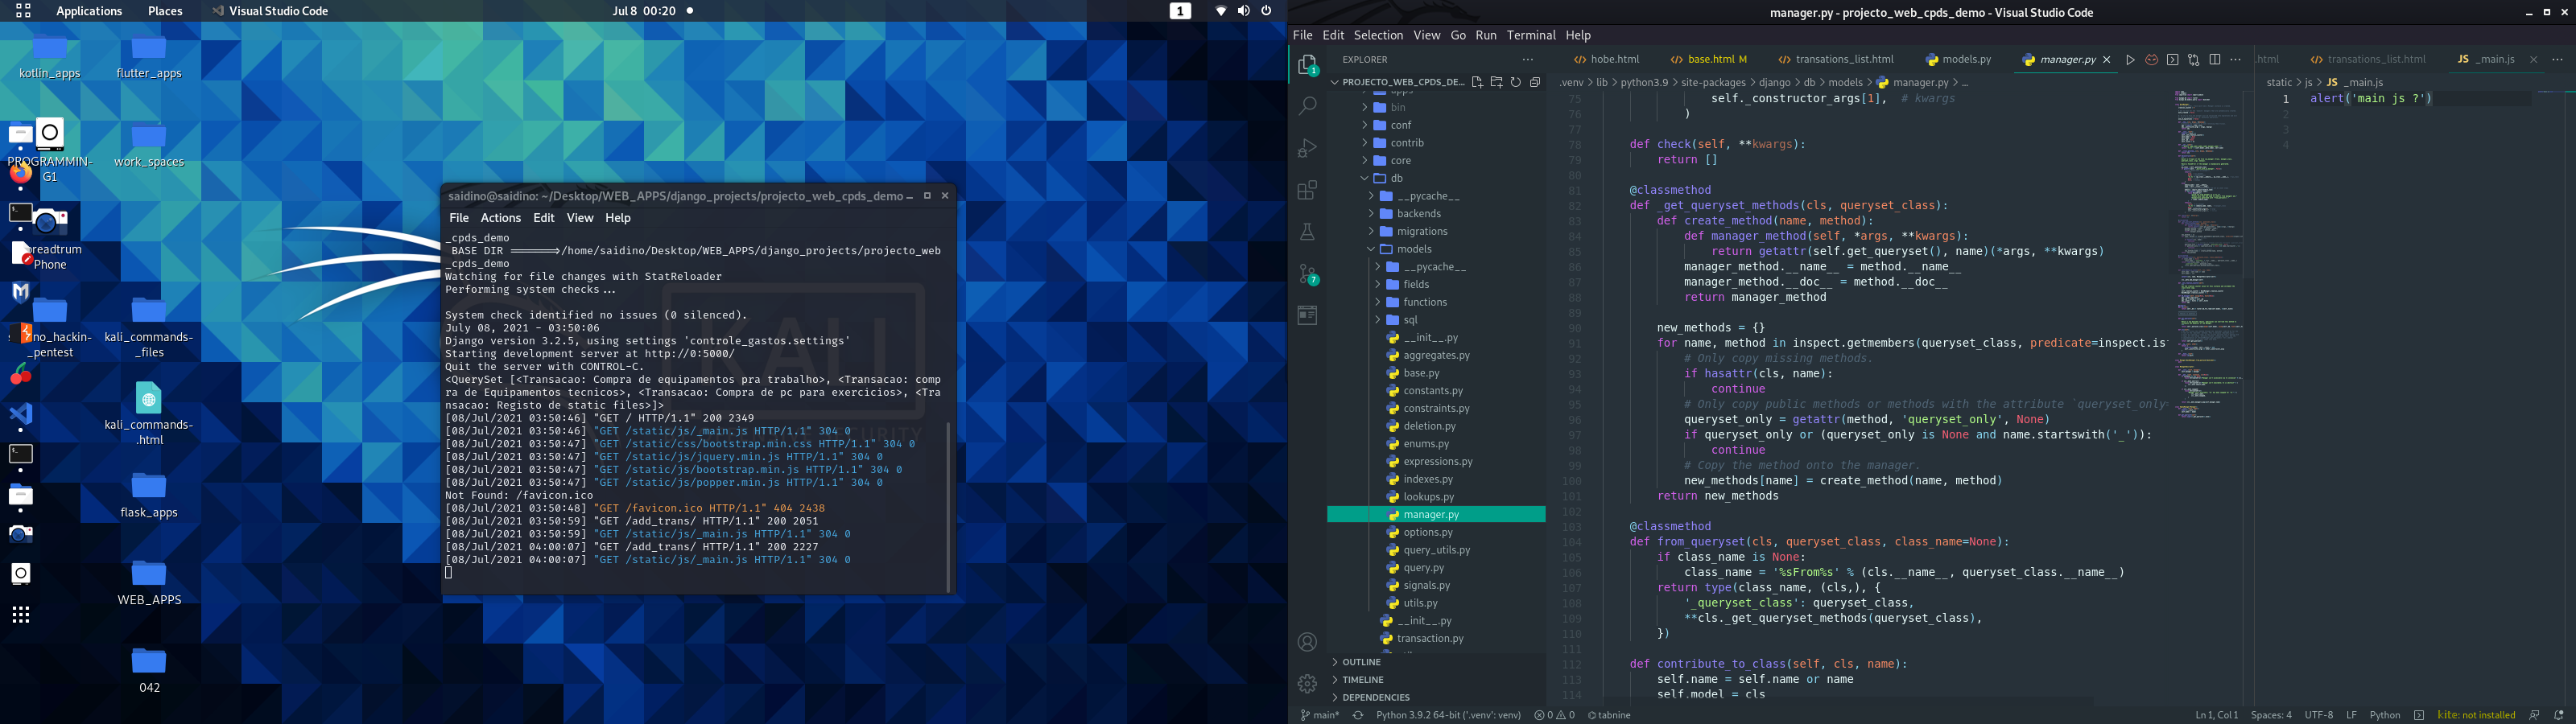 Applications Places Visual Studio Code
Jul 8 00:20
1
kotlin_apps
flutter_apps
PROGRAMMIN-
G1
work_spaces
Phone
_pentest
kali_commands-
_files
kali_commands-
.html
flask_apps
WEB_APPS
042
saidino@saidino: ~/Desktop/WEB_APPS/django_projects/projecto_web_cpds_demo
File Actions Edit View Help
_cpds_demo
BASE DIR =======>/home/saidino/Desktop/WEB_APPS/django_projects/projecto_web
_cpds_demo
Watching for file changes with StatReloader
Performing system checks...
System check identified no issues (0 silenced).
July 08, 2021 - 03:50:06
Django version 3.2.5, using settings 'controle_gastos.settings'
Starting development server at http://0:5000/
Quit the server with CONTROL-C.
<QuerySet [<Transacao: Compra de equipamentos pra trabalho>, <Transacao: comp
ra de Equipamentos tecnicos>, <Transacao: Compra de pc para exercicios>, <Tra
nsacao: Registo de static files>]>
[08/Jul/2021 03:50:46] "GET / HTTP/1.1" 200 2349
[08/Jul/2021 03:50:46] "GET /static/js/_main.js HTTP/1.1" 304 0
[08/Jul/2021 03:50:47] "GET /static/css/bootstrap.min.css HTTP/1.1" 304 0
[08/Jul/2021 03:50:47] "GET /static/js/jquery.min.js HTTP/1.1" 304 0
[08/Jul/2021 03:50:47] "GET /static/js/bootstrap.min.js HTTP/1.1" 304 0
[08/Jul/2021 03:50:47] "GET /static/js/popper.min.js HTTP/1.1" 304 0
Not Found: /favicon.ico
[08/Jul/2021 03:50:48] "GET /favicon.ico HTTP/1.1" 404 2438
[08/Jul/2021 03:50:59] "GET /add_trans/ HTTP/1.1" 200 2051
[08/Jul/2021 03:50:59] "GET /static/js/_main.js HTTP/1.1" 304 0
[08/Jul/2021 04:00:07] "GET /add_trans/ HTTP/1.1" 200 2227
[08/Jul/2021 04:00:07] "GET /static/js/_main.js HTTP/1.1" 304 0
KALI
manager.py - projecto_web_cpds_demo - Visual Studio Code
File Edit Selection View Go Run Terminal Help
EXPLORER
PROJECTO_WEB_CPDS_DE...
bin
conf
contrib
core
db
__pycache__
backends
migrations
models
__pycache__
fields
functions
sql
__init__.py
aggregates.py
base.py
constants.py
constraints.py
deletion.py
enums.py
expressions.py
indexes.py
lookups.py
manager.py
options.py
query_utils.py
query.py
signals.py
utils.py
__init__.py
transaction.py
OUTLINE
TIMELINE
DEPENDENCIES
hobe.html base.html M transations_list.html models.py manager.py
.venv > lib > python3.9 > site-packages > django > db > models > manager.py > ...
75 self._constructor_args[1], # kwargs
76 )
77
78 def check(self, **kwargs):
79 return []
80
81 @classmethod
82 def _get_queryset_methods(cls, queryset_class):
83 def create_method(name, method):
84 def manager_method(self, *args, **kwargs):
85 return getattr(self.get_queryset(), name)(*args, **kwargs)
86 manager_method.__name__ = method.__name__
87 manager_method.__doc__ = method.__doc__
88 return manager_method
89
90 new_methods = {}
91 for name, method in inspect.getmembers(queryset_class, predicate=inspect.is
92 # Only copy missing methods.
93 if hasattr(cls, name):
94 continue
95 # Only copy public methods or methods with the attribute `queryset_only
96 queryset_only = getattr(method, 'queryset_only', None)
97 if queryset_only or (queryset_only is None and name.startswith('_')):
98 continue
99 # Copy the method onto the manager.
100 new_methods[name] = create_method(name, method)
101 return new_methods
102
103 @classmethod
104 def from_queryset(cls, queryset_class, class_name=None):
105 if class_name is None:
106 class_name = '%sFrom%s' % (cls.__name__, queryset_class.__name__)
107 return type(class_name, (cls,), {
108 '_queryset_class': queryset_class,
109 **cls._get_queryset_methods(queryset_class),
110 })
111
112 def contribute_to_class(self, cls, name):
113 self.name = self.name or name
114 self.model = cls
.html transations_list.html JS _main.js
static > js > JS _main.js
1 alert('main js ?')
2
3
4
1
7
main* Python 3.9.2 64-bit ('.venv': venv) 0 0 tabnine
Ln 1, Col 1 Spaces: 4 UTF-8 LF Python kite: not installed